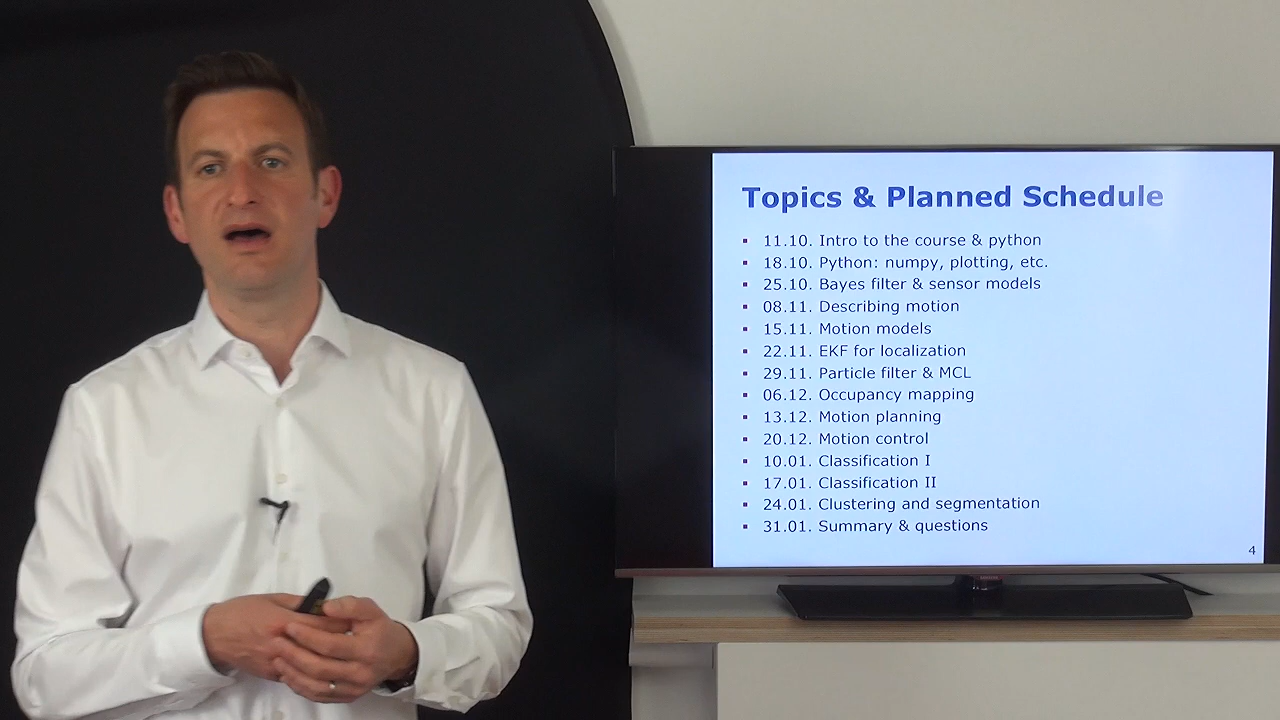 Topics & Planned Schedule
▪ 11.10. Intro to the course & python
▪ 18.10. Python: numpy, plotting, etc.
▪ 25.10. Bayes filter & sensor models
▪ 08.11. Describing motion
▪ 15.11. Motion models
▪ 22.11. EKF for localization
▪ 29.11. Particle filter & MCL
▪ 06.12. Occupancy mapping
▪ 13.12. Motion planning
▪ 20.12. Motion control
▪ 10.01. Classification I
▪ 17.01. Classification II
▪ 24.01. Clustering and segmentation
▪ 31.01. Summary & questions
4